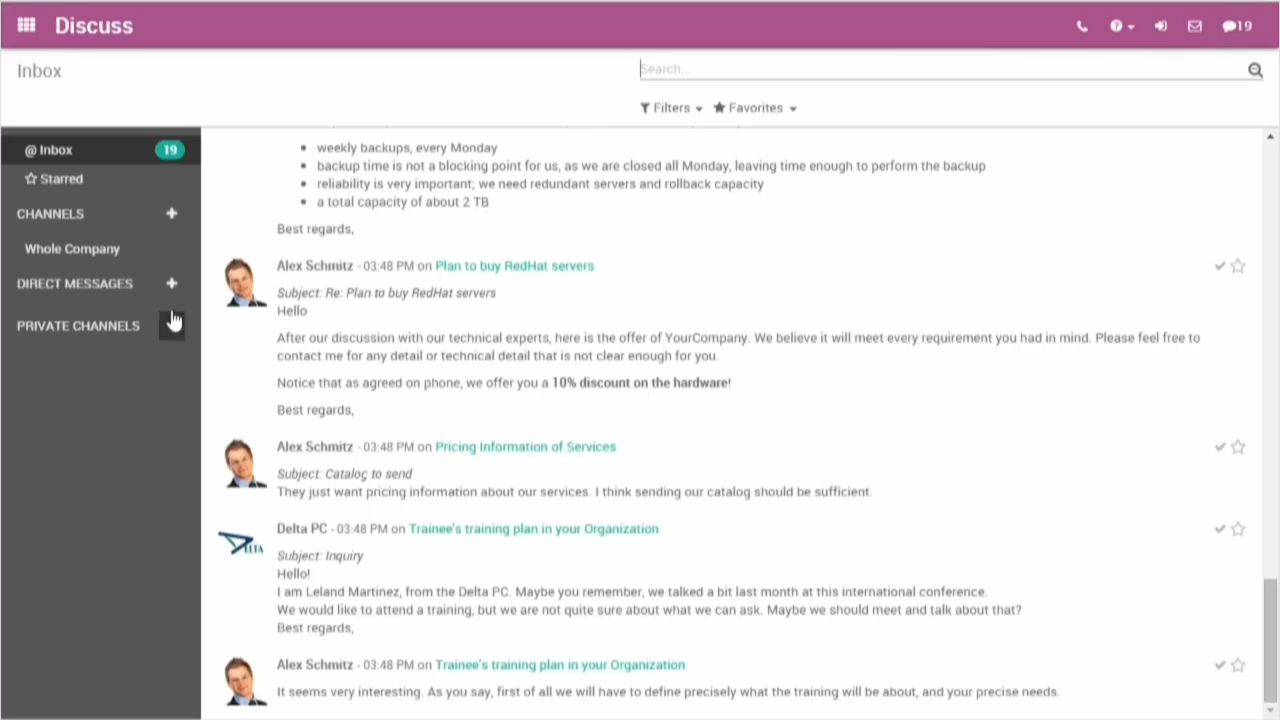 Discuss
19
Inbox
Search...
Filters
Favorites
@ Inbox
19
Starred
CHANNELS
Whole Company
DIRECT MESSAGES
PRIVATE CHANNELS
weekly backups, every Monday
backup time is not a blocking point for us, as we are closed all Monday, leaving time enough to perform the backup
reliability is very important; we need redundant servers and rollback capacity
a total capacity of about 2 TB
Best regards,
Alex Schmitz - 03:48 PM on Plan to buy RedHat servers
Subject: Re: Plan to buy RedHat servers
Hello
After our discussion with our technical experts, here is the offer of YourCompany. We believe it will meet every requirement you had in mind. Please feel free to
contact me for any detail or technical detail that is not clear enough for you.
Notice that as agreed on phone, we offer you a 10% discount on the hardware!
Best regards,
Alex Schmitz - 03:48 PM on Pricing Information of Services
Subject: Catalog to send
They just want pricing information about our services. I think sending our catalog should be sufficient.
DELTA
Delta PC - 03:48 PM on Trainee's training plan in your Organization
Subject: Inquiry
Hello!
I am Leland Martinez, from the Delta PC. Maybe you remember, we talked a bit last month at this international conference.
We would like to attend a training, but we are not quite sure about what we can ask. Maybe we should meet and talk about that?
Best regards,
Alex Schmitz - 03:48 PM on Trainee's training plan in your Organization
It seems very interesting. As you say, first of all we will have to define precisely what the training will be about, and your precise needs.